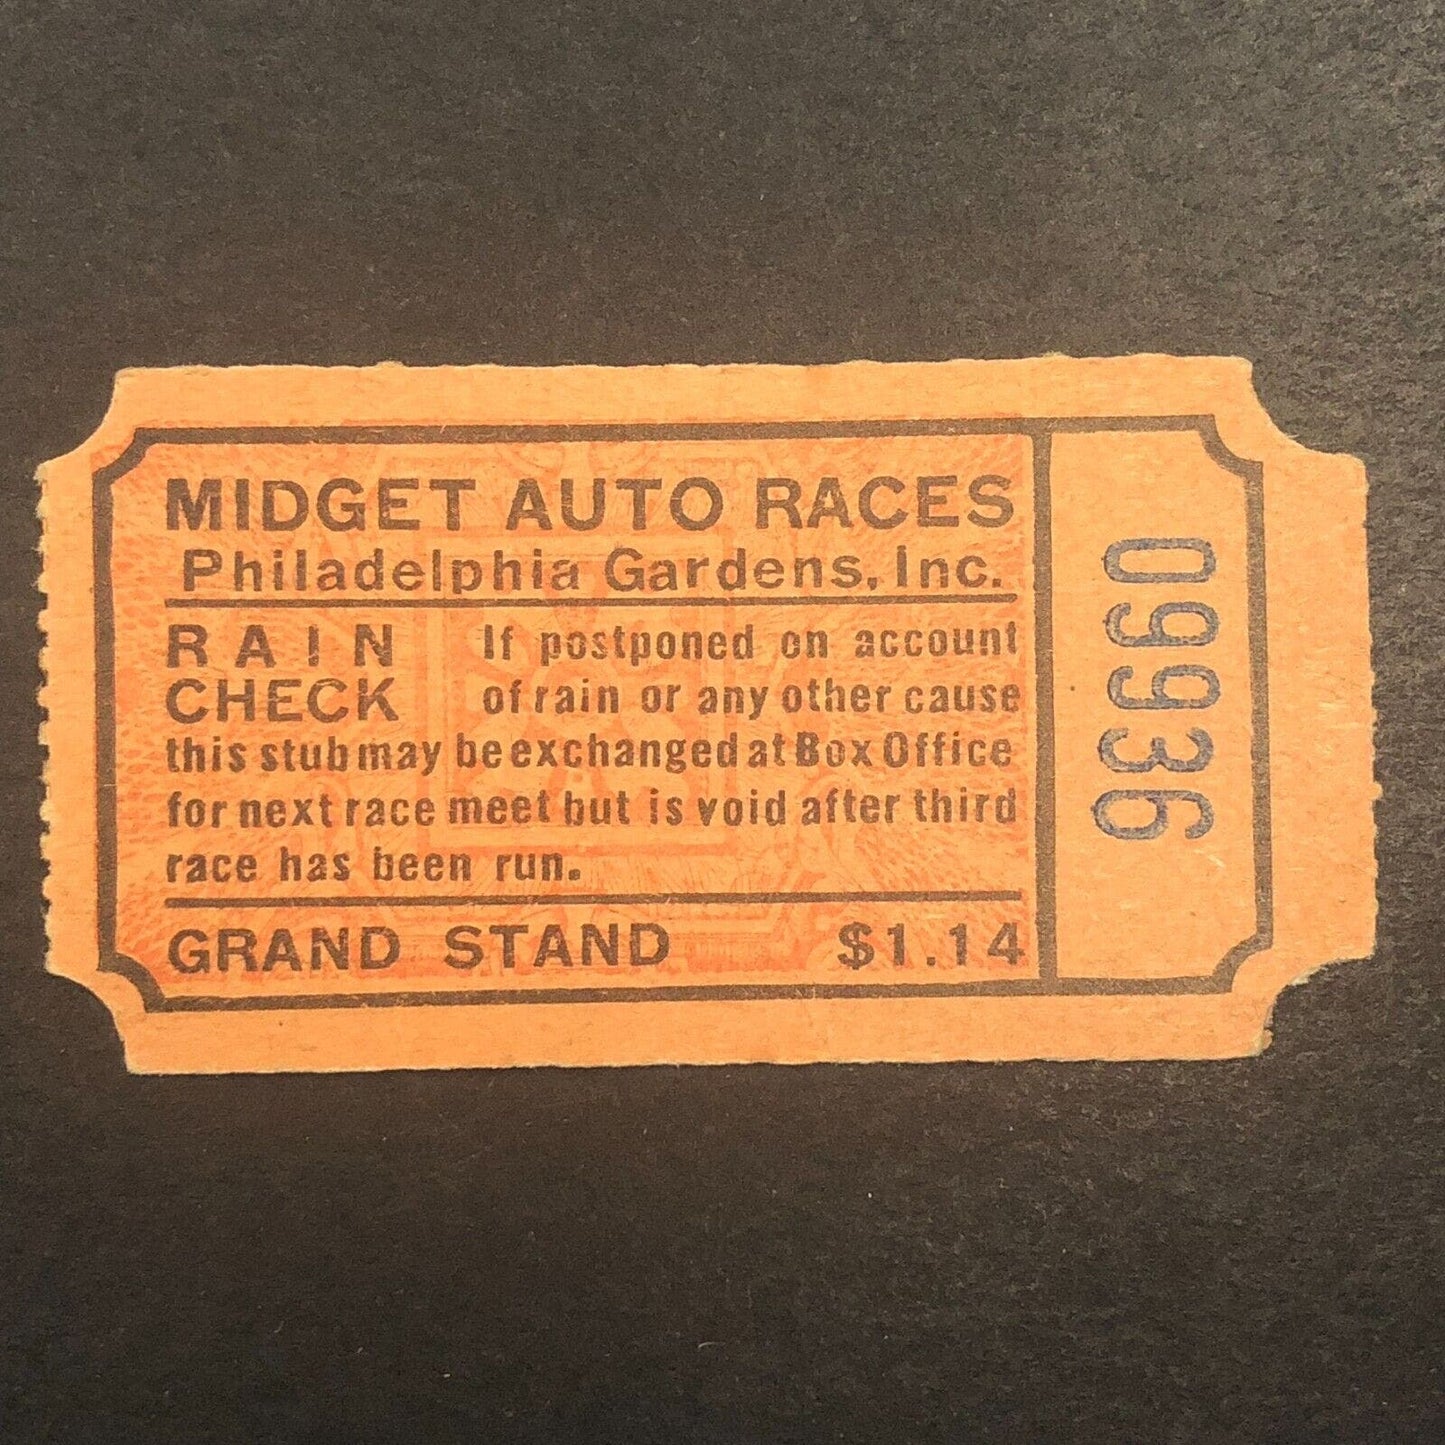 MIDGET AUTO RACES
Philadelphia Gardens, Inc.
RAIN CHECK
If postponed on account
of rain or any other cause
this stub may be exchanged at Box Office
for next race meet but is void after third
race has been run.
GRAND STAND $1.14
09936